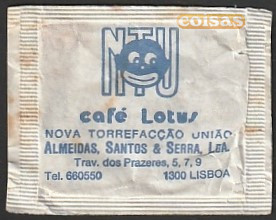 coisas
NTU
café Lotus
NOVA TORREFACÇÃO UNIÃO
ALMEIDAS, SANTOS & SERRA, LDA.
Trav. dos Prazeres, 5, 7, 9
Tel. 660550 1300 LISBOA